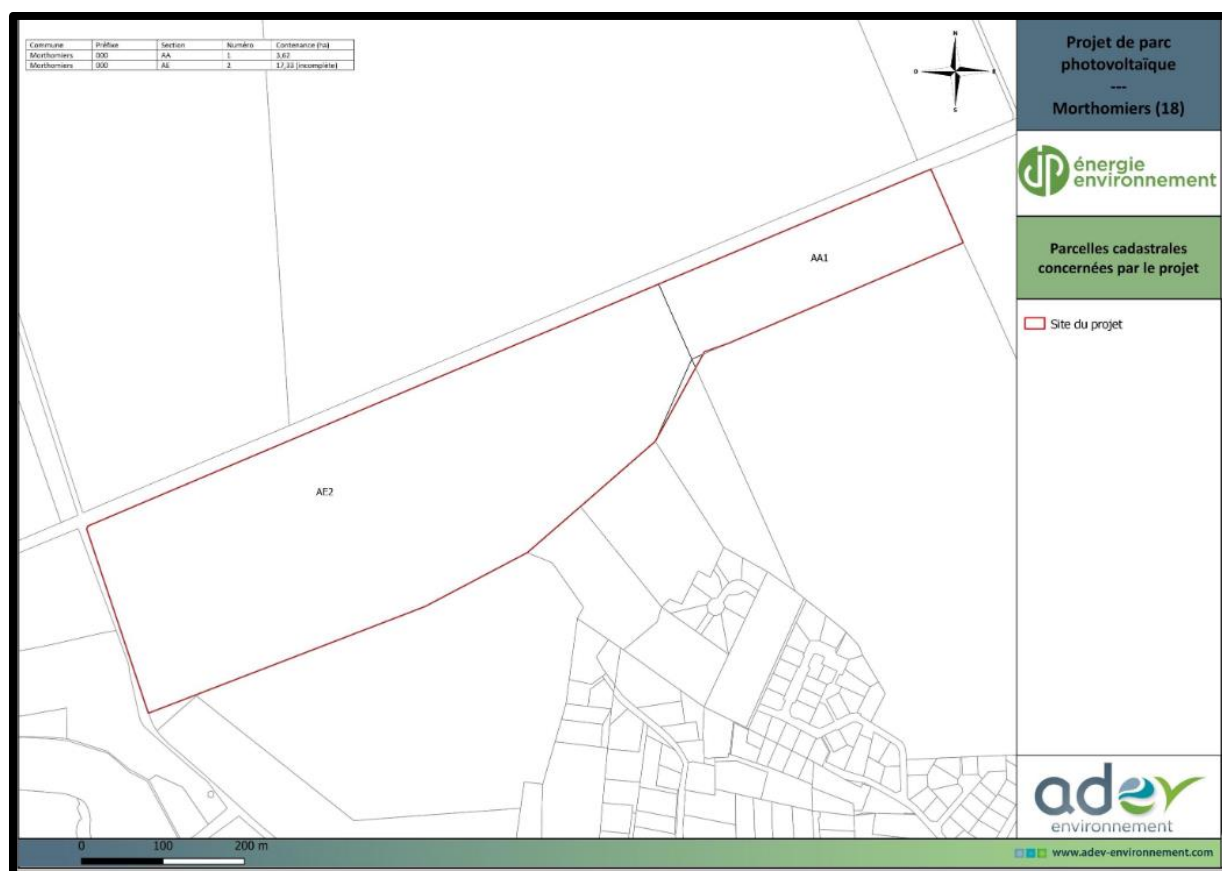 Commune Préfixe Section Numéro Contenance (ha)
Morthomiers 000 AA 1 3,62
Morthomiers 000 AE 2 17,33 (incomplète)
N
O E
S
AA1
AE2
Projet de parc
photovoltaïque
---
Morthomiers (18)
JP énergie
environnement
Parcelles cadastrales
concernées par le projet
Site du projet
adev
environnement
0 100 200 m
www.adev-environnement.com